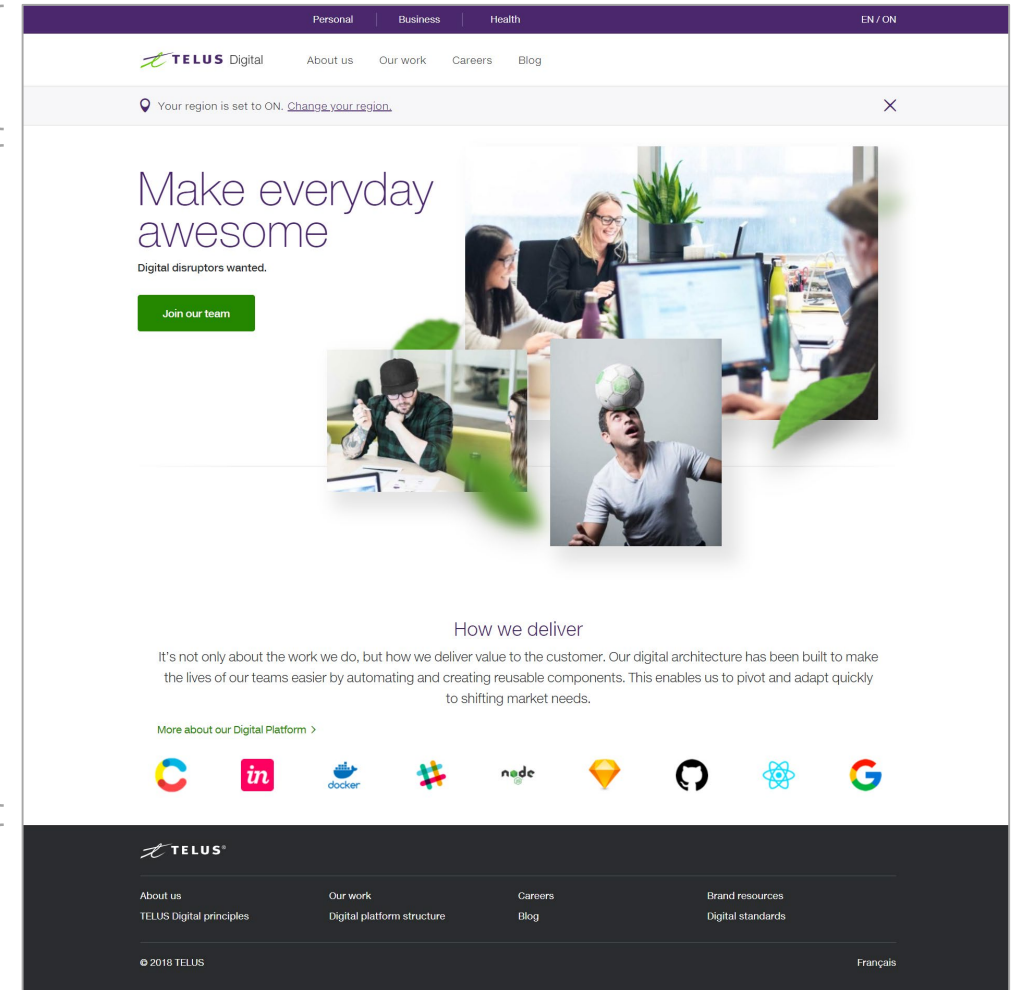 Personal Business Health EN / ON
TELUS Digital About us Our work Careers Blog
Your region is set to ON. Change your region.
Make everyday
awesome
Digital disruptors wanted.
Join our team
How we deliver
It's not only about the work we do, but how we deliver value to the customer. Our digital architecture has been built to make
the lives of our teams easier by automating and creating reusable components. This enables us to pivot and adapt quickly
to shifting market needs.
More about our Digital Platform >
in docker node
TELUS®
About us Our work Careers Brand resources
TELUS Digital principles Digital platform structure Blog Digital standards
© 2018 TELUS Français